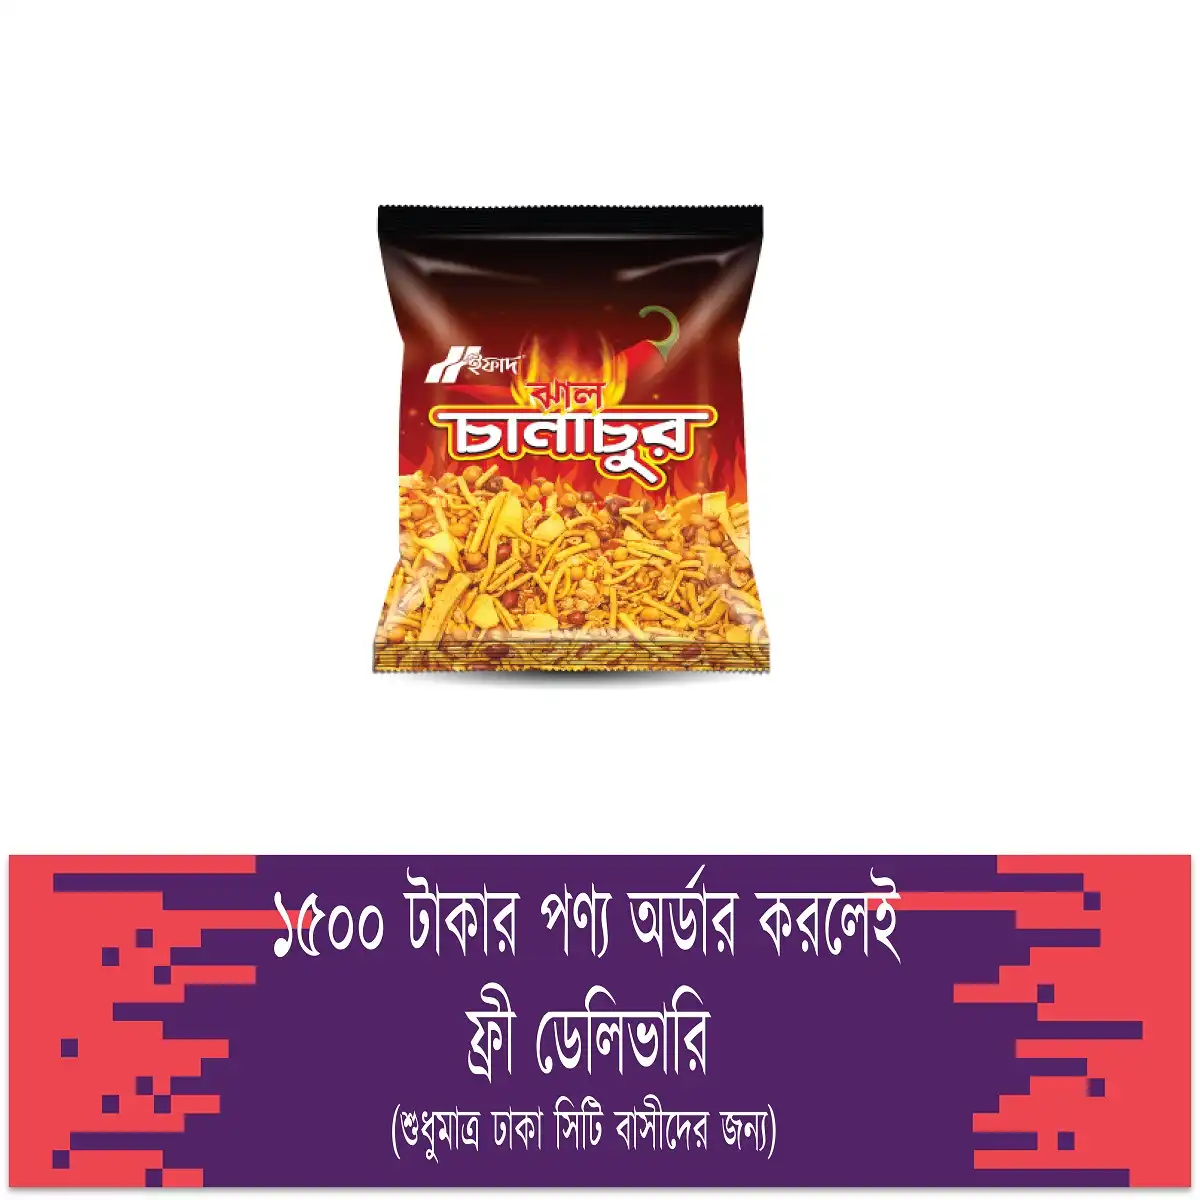 ইফাদ
ঝাল
চানাচুর
১৫০০ টাকার পণ্য অর্ডার করলেই
ফ্রী ডেলিভারি
(শুধুমাত্র ঢাকা সিটি বাসীদের জন্য)